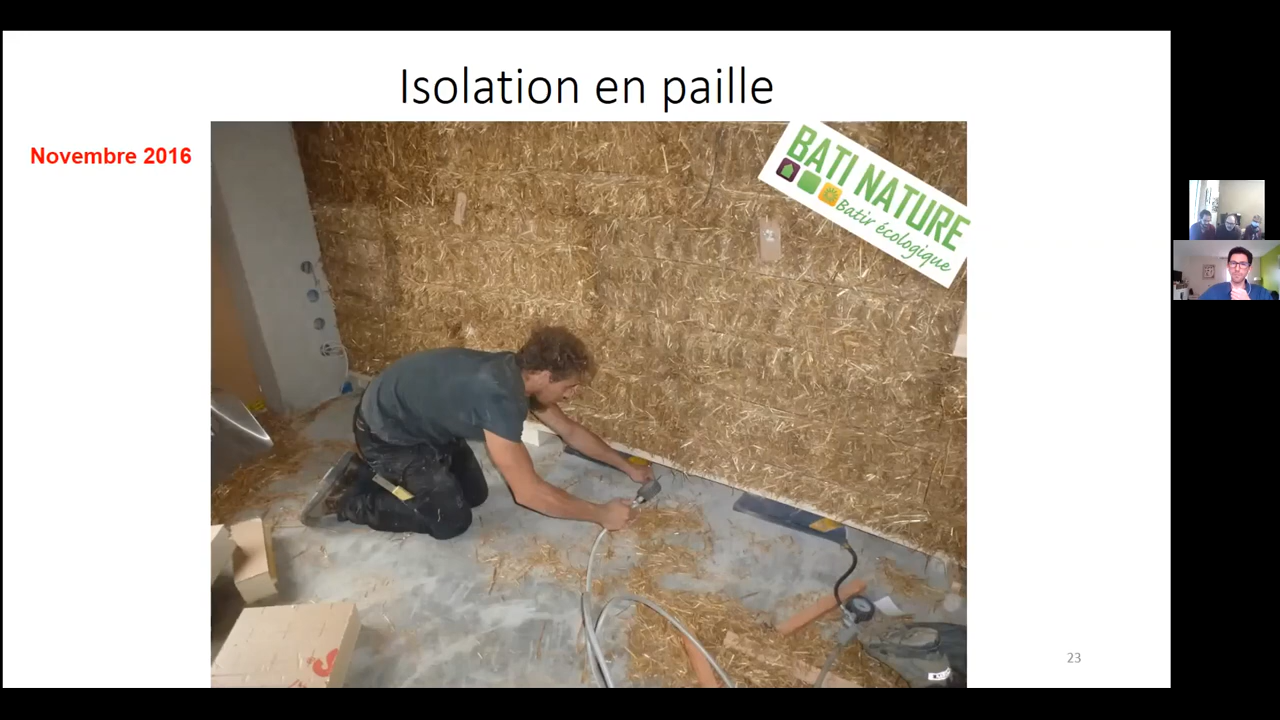 Isolation en paille
Novembre 2016
BATI NATURE
Batir écologique
23